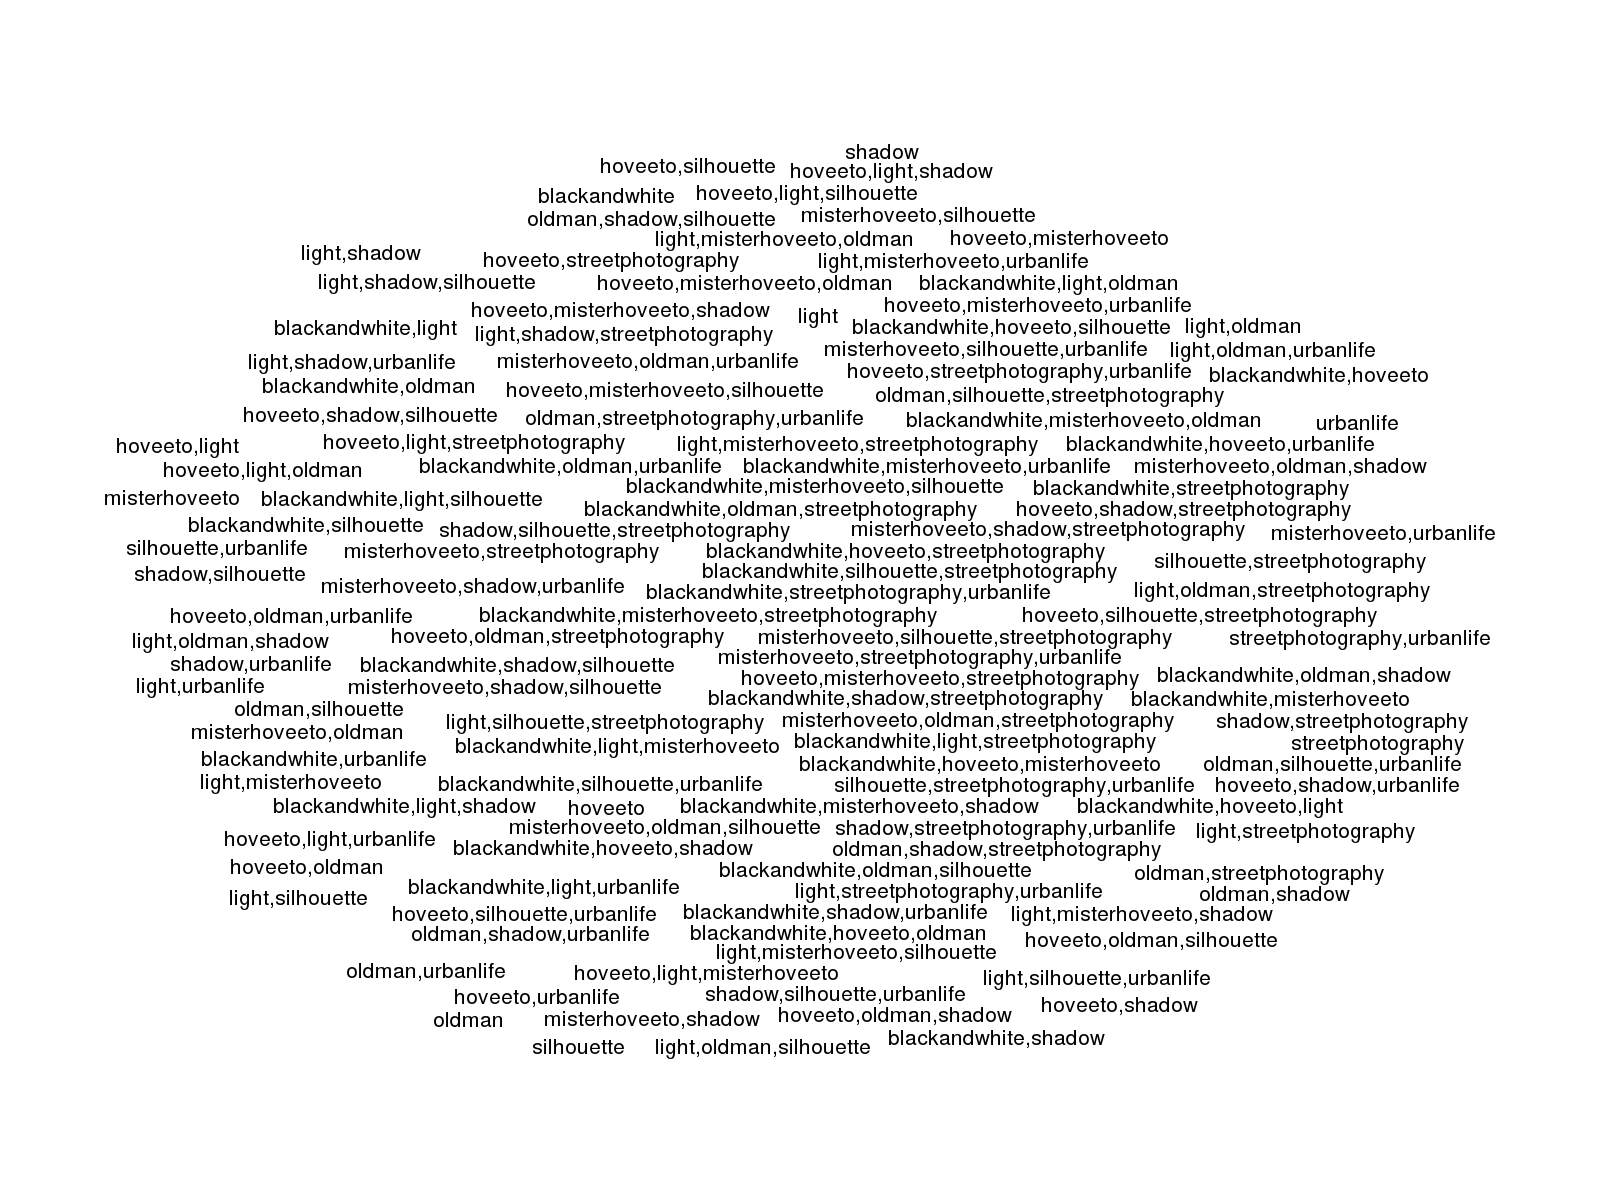 shadow
hoveeto,silhouette
hoveeto,light,shadow
blackandwhite
hoveeto,light,silhouette
oldman,shadow,silhouette
misterhoveeto,silhouette
light,misterhoveeto,oldman
hoveeto,misterhoveeto
light,shadow
hoveeto,streetphotography
light,misterhoveeto,urbanlife
light,shadow,silhouette
hoveeto,misterhoveeto,oldman
blackandwhite,light,oldman
hoveeto,misterhoveeto,shadow
light
hoveeto,misterhoveeto,urbanlife
blackandwhite,light
light,shadow,streetphotography
blackandwhite,hoveeto,silhouette
light,oldman
light,shadow,urbanlife
misterhoveeto,oldman,urbanlife
misterhoveeto,silhouette,urbanlife
light,oldman,urbanlife
hoveeto,streetphotography,urbanlife
blackandwhite,hoveeto
blackandwhite,oldman
hoveeto,misterhoveeto,silhouette
oldman,silhouette,streetphotography
hoveeto,shadow,silhouette
oldman,streetphotography,urbanlife
blackandwhite,misterhoveeto,oldman
urbanlife
hoveeto,light
hoveeto,light,streetphotography
light,misterhoveeto,streetphotography
blackandwhite,hoveeto,urbanlife
hoveeto,light,oldman
blackandwhite,oldman,urbanlife
blackandwhite,misterhoveeto,urbanlife
misterhoveeto,oldman,shadow
misterhoveeto
blackandwhite,light,silhouette
blackandwhite,misterhoveeto,silhouette
blackandwhite,streetphotography
blackandwhite,oldman,streetphotography
hoveeto,shadow,streetphotography
blackandwhite,silhouette
shadow,silhouette,streetphotography
misterhoveeto,shadow,streetphotography
misterhoveeto,urbanlife
silhouette,urbanlife
misterhoveeto,streetphotography
blackandwhite,hoveeto,streetphotography
silhouette,streetphotography
shadow,silhouette
blackandwhite,silhouette,streetphotography
misterhoveeto,shadow,urbanlife
blackandwhite,streetphotography,urbanlife
light,oldman,streetphotography
hoveeto,oldman,urbanlife
blackandwhite,misterhoveeto,streetphotography
hoveeto,silhouette,streetphotography
light,oldman,shadow
hoveeto,oldman,streetphotography
misterhoveeto,silhouette,streetphotography
streetphotography,urbanlife
shadow,urbanlife
blackandwhite,shadow,silhouette
misterhoveeto,streetphotography,urbanlife
hoveeto,misterhoveeto,streetphotography
blackandwhite,oldman,shadow
light,urbanlife
misterhoveeto,shadow,silhouette
blackandwhite,shadow,streetphotography
blackandwhite,misterhoveeto
oldman,silhouette
light,silhouette,streetphotography
misterhoveeto,oldman,streetphotography
shadow,streetphotography
misterhoveeto,oldman
blackandwhite,light,misterhoveeto
blackandwhite,light,streetphotography
streetphotography
blackandwhite,urbanlife
blackandwhite,hoveeto,misterhoveeto
oldman,silhouette,urbanlife
light,misterhoveeto
blackandwhite,silhouette,urbanlife
silhouette,streetphotography,urbanlife
hoveeto,shadow,urbanlife
blackandwhite,light,shadow
hoveeto
blackandwhite,misterhoveeto,shadow
blackandwhite,hoveeto,light
misterhoveeto,oldman,silhouette
shadow,streetphotography,urbanlife
light,streetphotography
hoveeto,light,urbanlife
blackandwhite,hoveeto,shadow
oldman,shadow,streetphotography
hoveeto,oldman
blackandwhite,oldman,silhouette
oldman,streetphotography
light,silhouette
blackandwhite,light,urbanlife
light,streetphotography,urbanlife
oldman,shadow
hoveeto,silhouette,urbanlife
blackandwhite,shadow,urbanlife
light,misterhoveeto,shadow
oldman,shadow,urbanlife
blackandwhite,hoveeto,oldman
hoveeto,oldman,silhouette
light,misterhoveeto,silhouette
oldman,urbanlife
hoveeto,light,misterhoveeto
light,silhouette,urbanlife
hoveeto,urbanlife
shadow,silhouette,urbanlife
hoveeto,shadow
oldman
misterhoveeto,shadow
hoveeto,oldman,shadow
silhouette
light,oldman,silhouette
blackandwhite,shadow